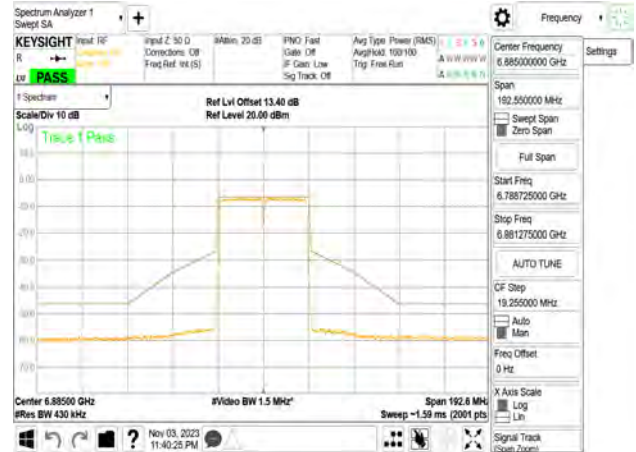 Spectrum Analyzer 1
Swept SA
+
Frequency
KEYSIGHT
Input: RF
Input Z: 50 Ω
Corrections: Off
Freq Ref: Int (S)
#Atten: 20 dB
PNO: Fast
Gate: Off
IF Gain: Low
Sig Track: Off
Avg Type: Power (RMS)
Avg|Hold: 100/100
Trig: Free Run
R
LVI
PASS
1 Spectrum
Scale/Div 10 dB
Ref Lvl Offset 13.40 dB
Ref Level 20.00 dBm
Log
Trace 1 Pass
Center 6.88500 GHz
#Res BW 430 kHz
#Video BW 1.5 MHz*
Span 192.6 MHz
Sweep ~1.59 ms (2001 pts
?
Nov 03, 2023
11:40:25 PM
Center Frequency
6.885000000 GHz
Settings
Span
192.550000 MHz
Swept Span
Zero Span
Full Span
Start Freq
6.788725000 GHz
Stop Freq
6.981275000 GHz
AUTO TUNE
CF Step
19.255000 MHz
Auto
Man
Freq Offset
0 Hz
X Axis Scale
Log
Lin
Signal Track
(Span Zoom)